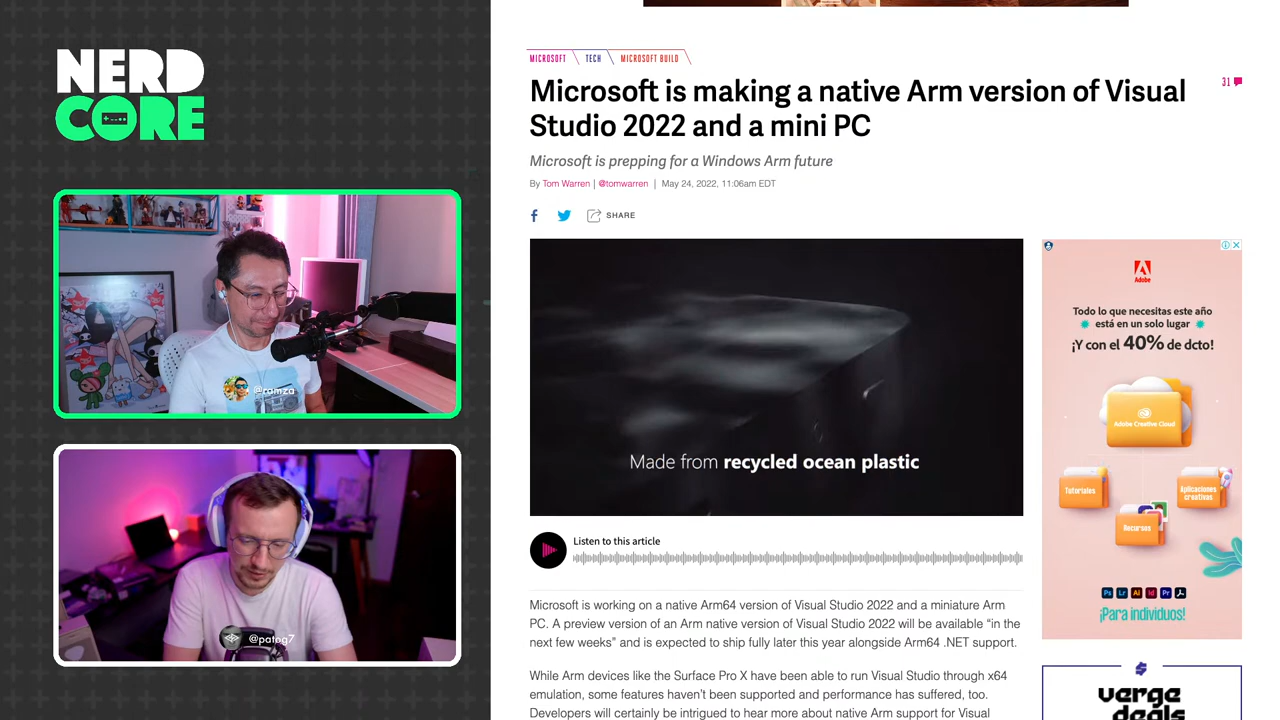 NERD
CORE
@ramza
@patog7
MICROSOFT
TECH
MICROSOFT BUILD
Microsoft is making a native Arm version of Visual
Studio 2022 and a mini PC
31
Microsoft is prepping for a Windows Arm future
By Tom Warren | @tomwarren | May 24, 2022, 11:06am EDT
SHARE
Made from recycled ocean plastic
Listen to this article
Microsoft is working on a native Arm64 version of Visual Studio 2022 and a miniature Arm
PC. A preview version of an Arm native version of Visual Studio 2022 will be available “in the
next few weeks” and is expected to ship fully later this year alongside Arm64 .NET support.
While Arm devices like the Surface Pro X have been able to run Visual Studio through x64
emulation, some features haven’t been supported and performance has suffered, too.
Developers will certainly be intrigued to hear more about native Arm support for Visual
Adobe
Todo lo que necesitas este año
está en un solo lugar
¡Y con el 40% de dcto!
Adobe Creative Cloud
Tutoriales
Aplicaciones
creativas
Recursos
Ps Lr Ai Id Pr
¡Para individuos!
verge
deals